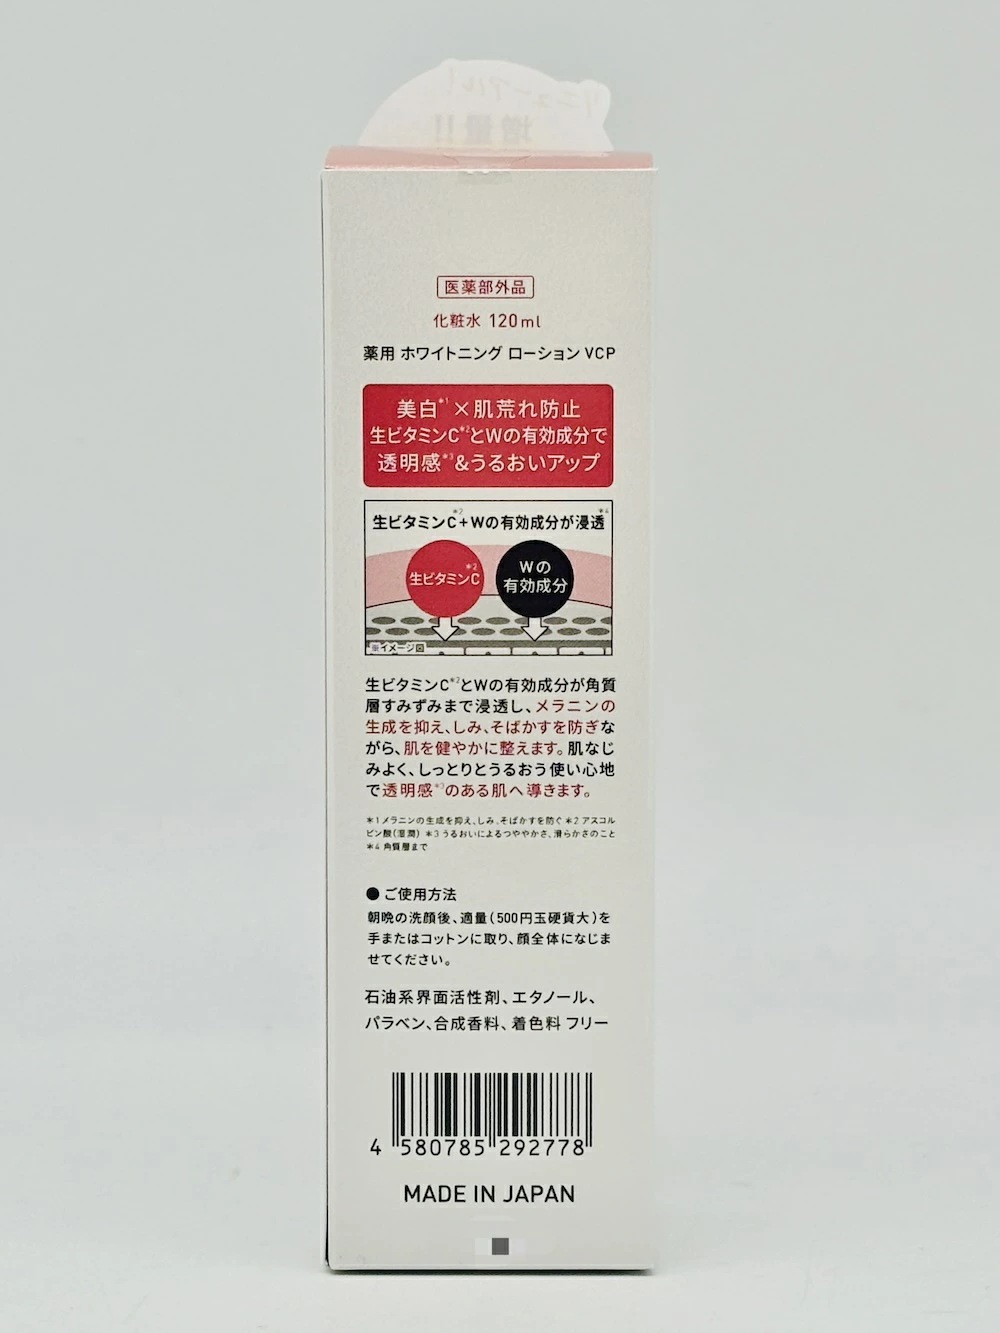 リニューアル!
増量!!
医薬部外品
化粧水 120ml
薬用 ホワイトニング ローション VCP
美白*1×肌荒れ防止
生ビタミンC*2とWの有効成分で
透明感*3&うるおいアップ
生ビタミンC*2+Wの有効成分が浸透*4
生ビタミンC*2
Wの
有効成分
※イメージ図
生ビタミンC*2とWの有効成分が角質
層すみずみまで浸透し、メラニンの
生成を抑え、しみ、そばかすを防ぎな
がら、肌を健やかに整えます。肌なじ
みよく、しっとりとうるおう使い心地
で透明感*3のある肌へ導きます。
*1 メラニンの生成を抑え、しみ、そばかすを防ぐ *2 アスコル
ビン酸(湿潤) *3 うるおいによるつややかさ、滑らかさのこと
*4 角質層まで
● ご使用方法
朝晩の洗顔後、適量(500円玉硬貨大)を
手またはコットンに取り、顔全体になじま
せてください。
石油系界面活性剤、エタノール、
パラベン、合成香料、着色料 フリー
4 580785 292778
MADE IN JAPAN